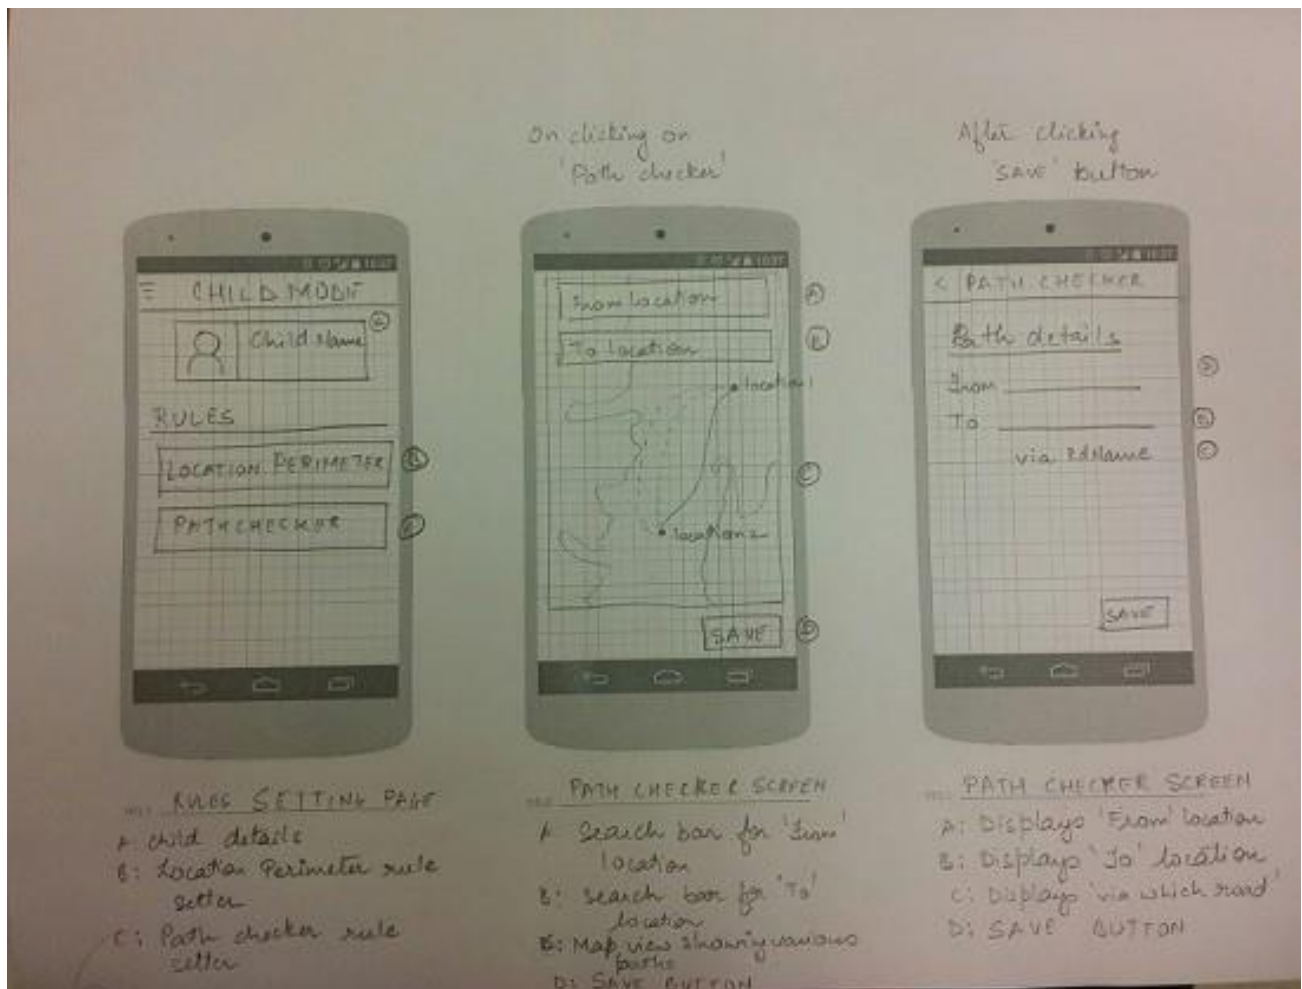 On clicking on
'Path checker'
After clicking
'SAVE' button
CHILD MODE
Child Name
RULES
LOCATION PERIMETER
PATH CHECKER
RULES SETTING PAGE
A child details
B: Location Perimeter rule
setter
C: Path checker rule
setter
From location
A
To location
B
location 1
C
location 2
SAVE
D
PATH CHECKER SCREEN
A Search bar for 'From'
location
B: Search bar for 'To'
location
Map view showing various
paths
D: SAVE BUTTON
< PATH CHECKER
Path details
From
To
via RdName
C
SAVE
PATH CHECKER SCREEN
A: Displays 'From' location
B: Displays 'To' location
C: Displays 'via which road'
D: SAVE BUTTON